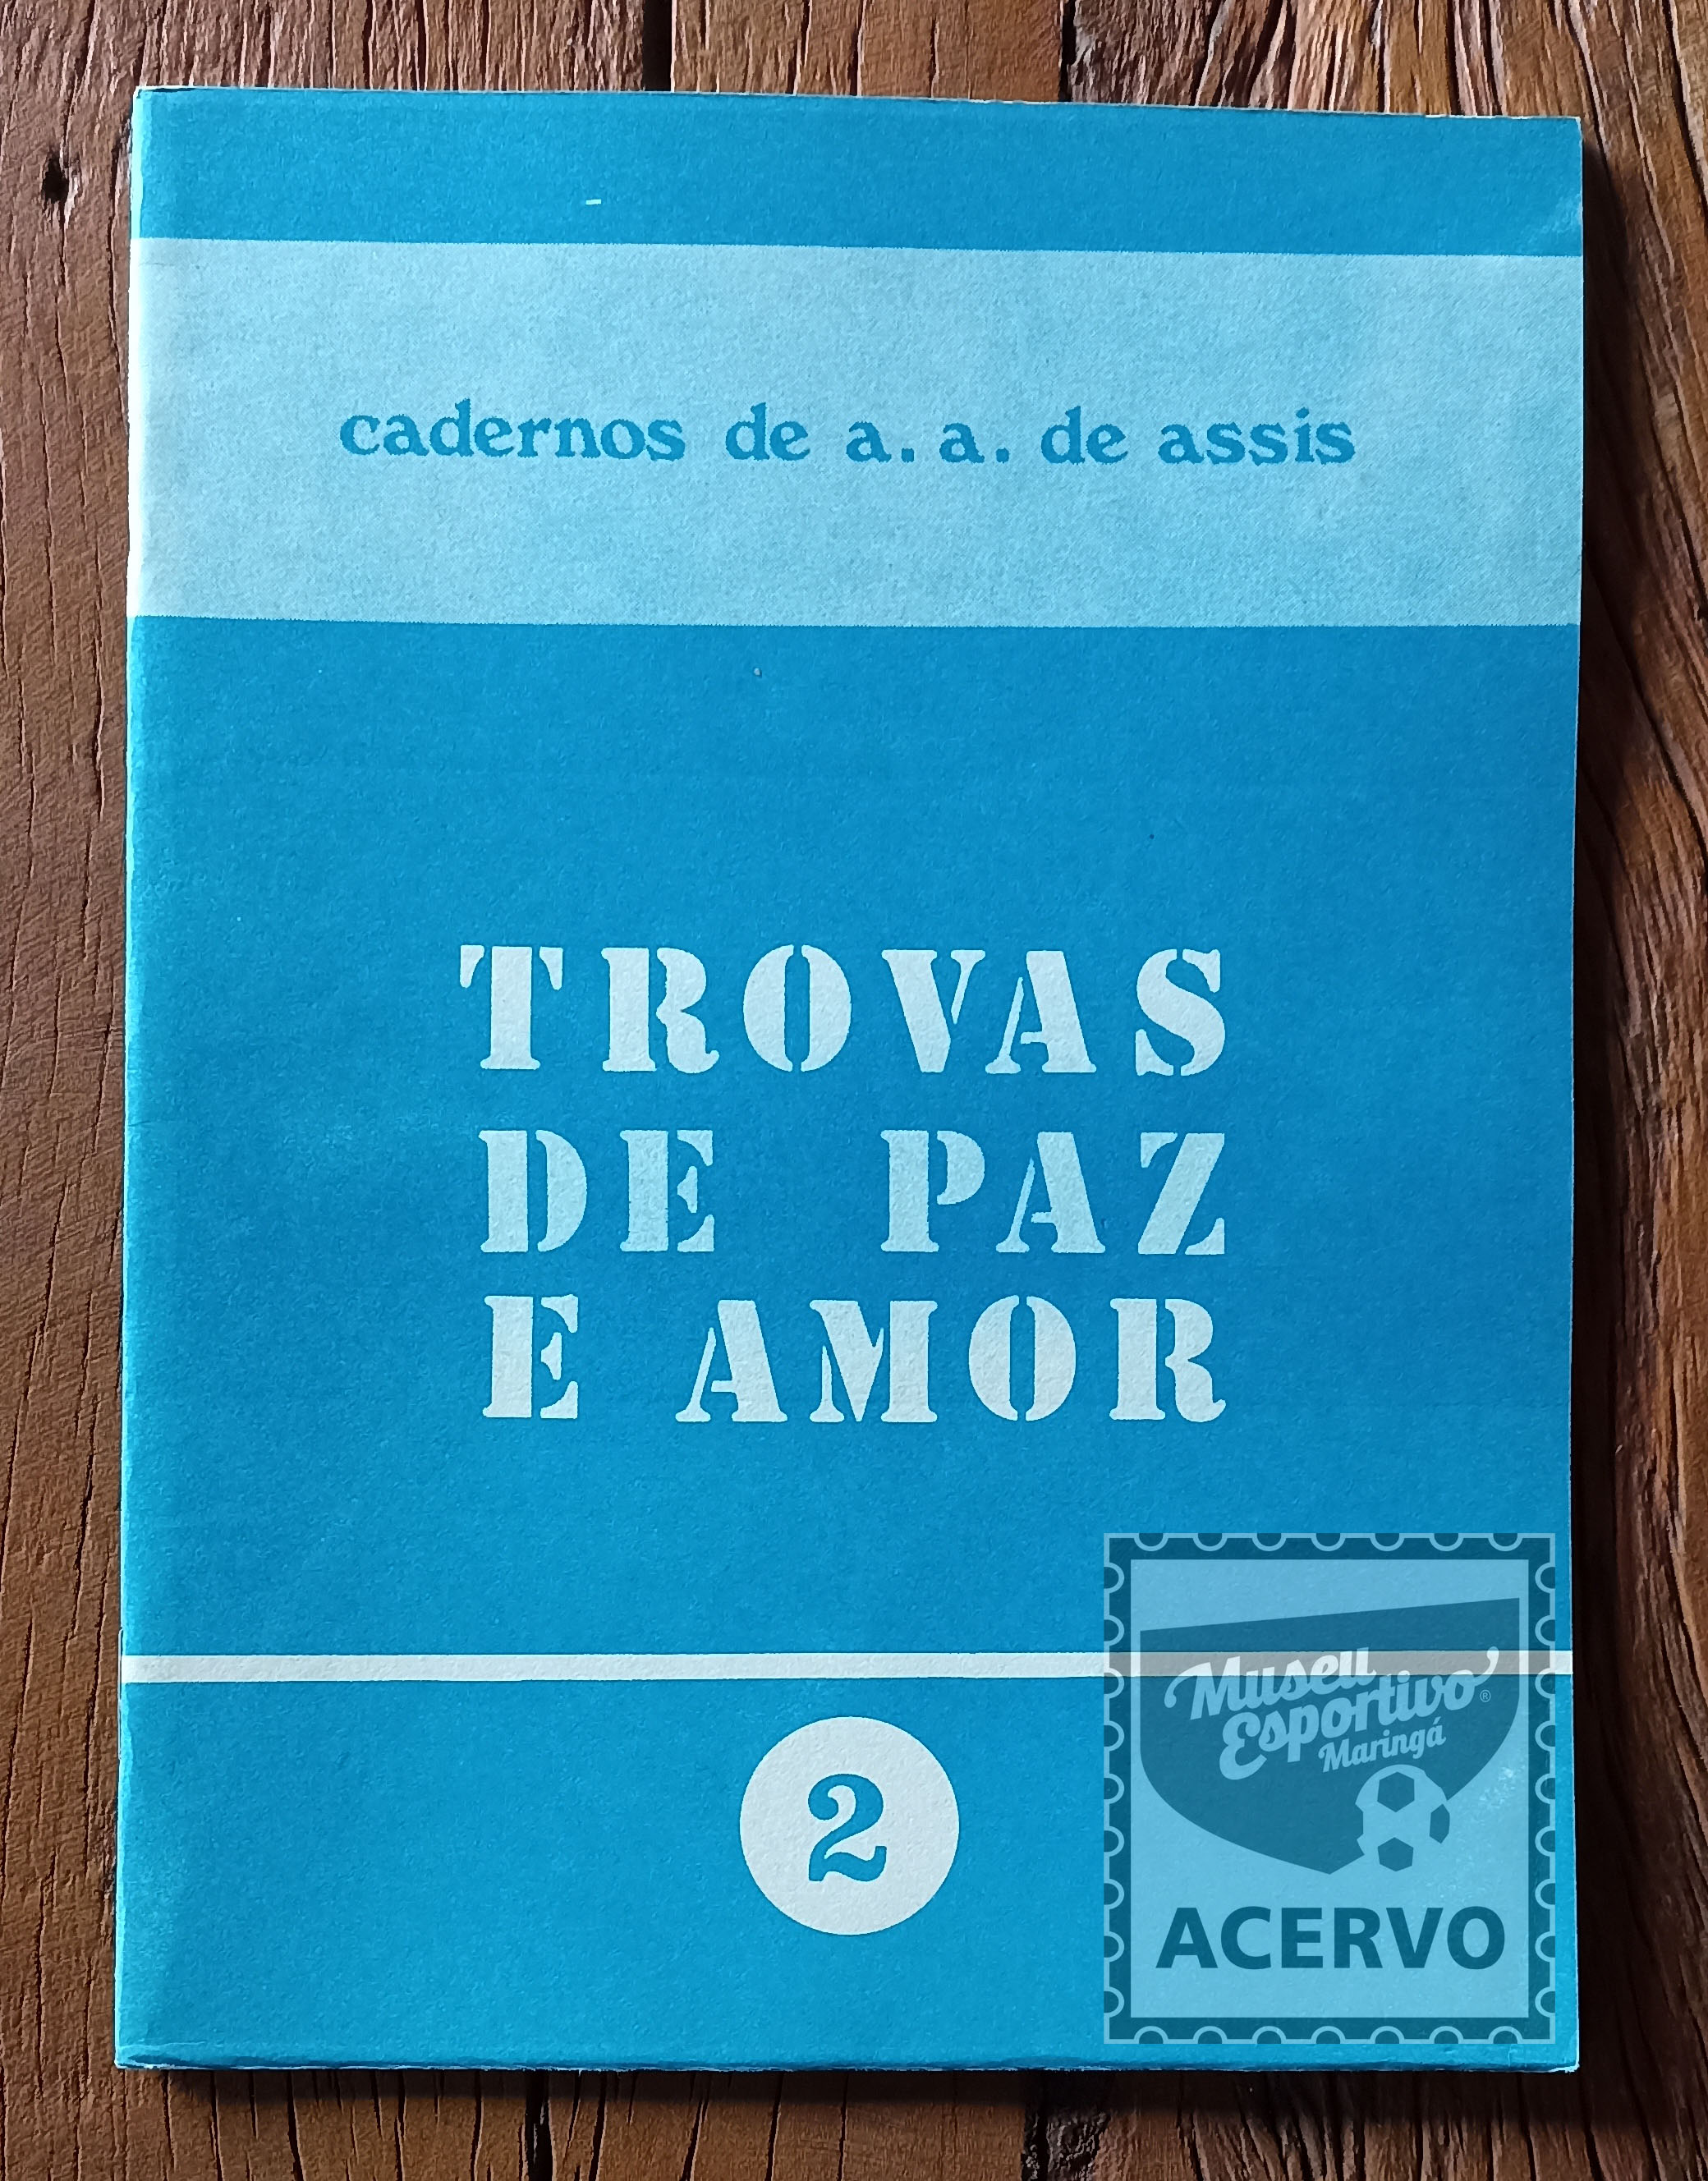 cadernos de a. a. de assis
TROVAS
DE PAZ
E AMOR
2
Museu
Esportivo®
Maringá
ACERVO